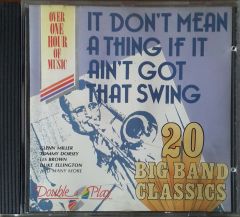 OVER
ONE
HOUR
OF
MUSIC
IT DON'T MEAN
A THING IF IT
AIN'T GOT
THAT SWING
GLENN MILLER
TOMMY DORSEY
LES BROWN
DUKE ELLINGTON
AND MANY MORE
20
BIG BAND
CLASSICS
Double Play